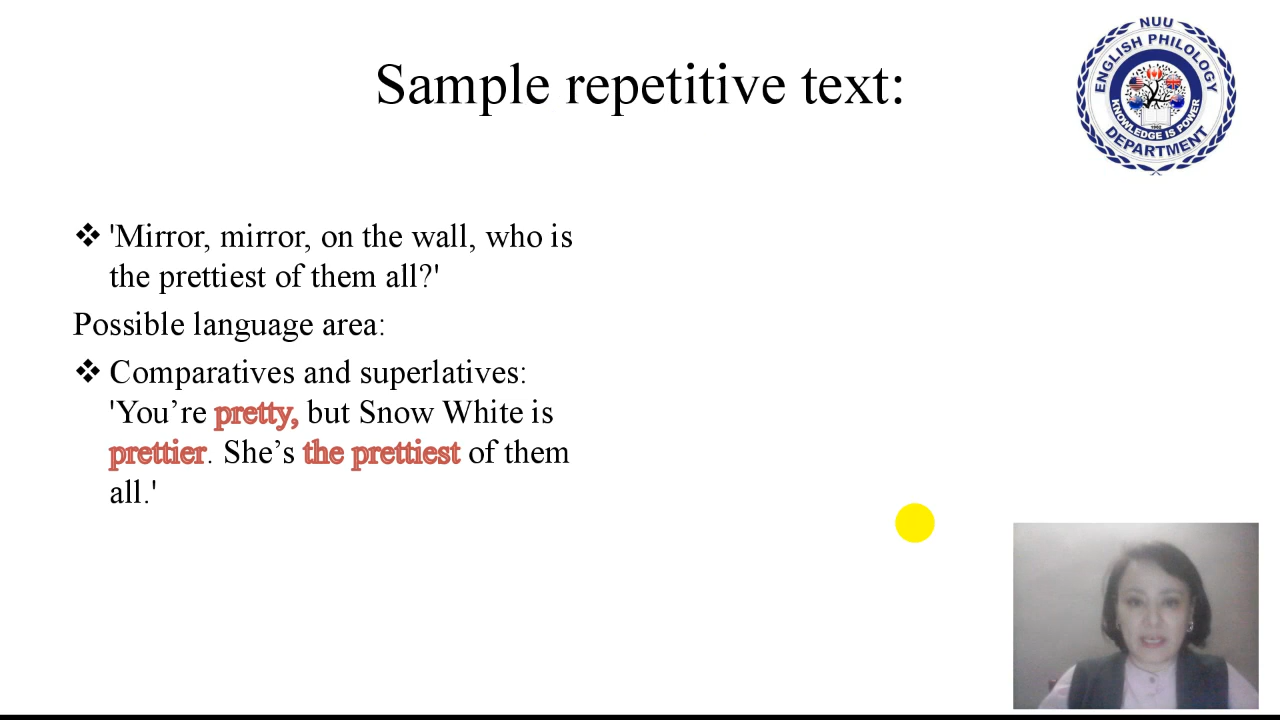 Sample repetitive text:
NUU
ENGLISH PHILOLOGY
KNOWLEDGE IS POWER
DEPARTMENT
❖ 'Mirror, mirror, on the wall, who is
the prettiest of them all?'
Possible language area:
❖ Comparatives and superlatives:
'You’re pretty, but Snow White is
prettier. She’s the prettiest of them
all.'